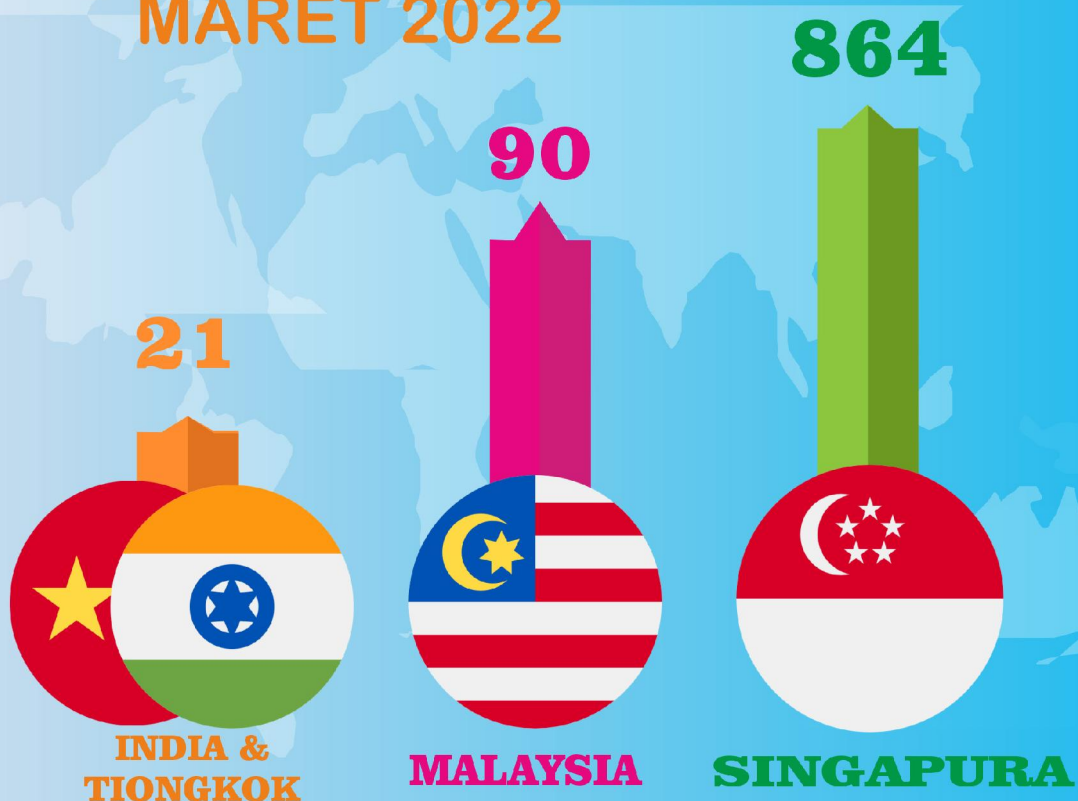 MARET 2022
864
90
21
INDIA &
TIONGKOK
MALAYSIA
SINGAPURA